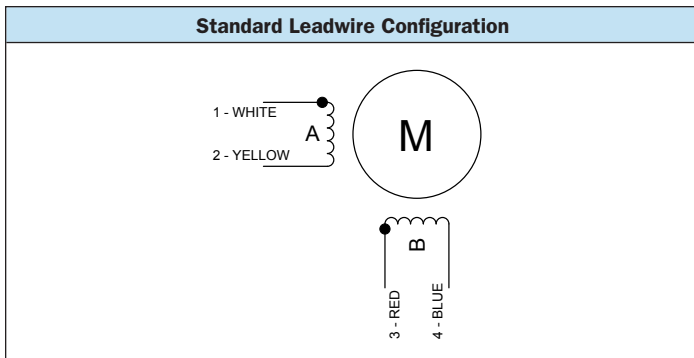 Standard Leadwire Configuration
1 - WHITE
A
2 - YELLOW
M
B
3 - RED
4 - BLUE